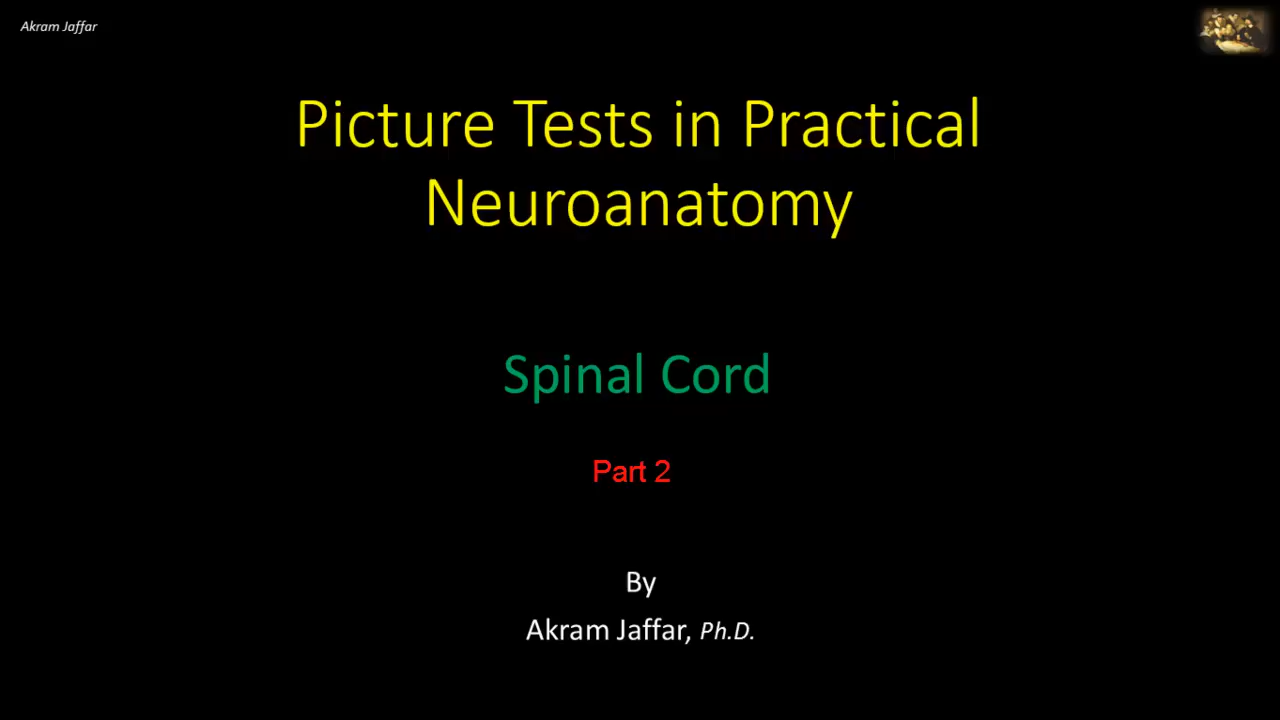 Akram Jaffar
Picture Tests in Practical
Neuroanatomy
Spinal Cord
Part 2
By
Akram Jaffar, Ph.D.